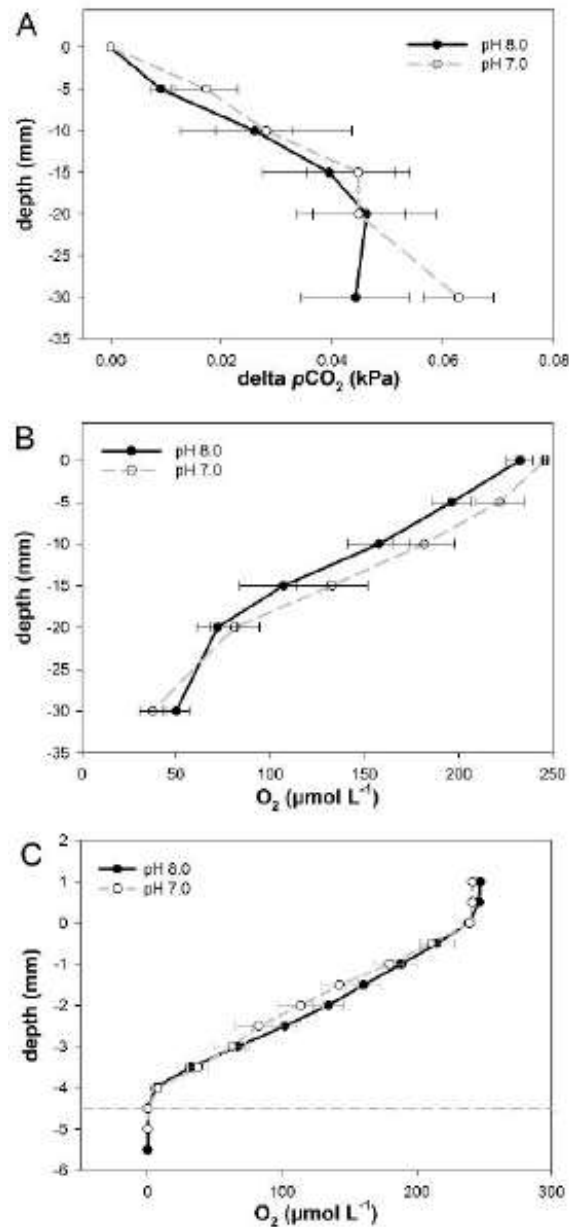 A
0
-5
-10
-15
-20
-25
-30
-35
depth (mm)
pH 8.0
pH 7.0
0.00 0.02 0.04 0.06 0.08
delta pCO₂ (kPa)
B
0
-5
-10
-15
-20
-25
-30
-35
depth (mm)
pH 8.0
pH 7.0
0 50 100 150 200 250
O₂ (µmol L⁻¹)
C
2
1
0
-1
-2
-3
-4
-5
-6
depth (mm)
pH 8.0
pH 7.0
0 100 200 300
O₂ (µmol L⁻¹)